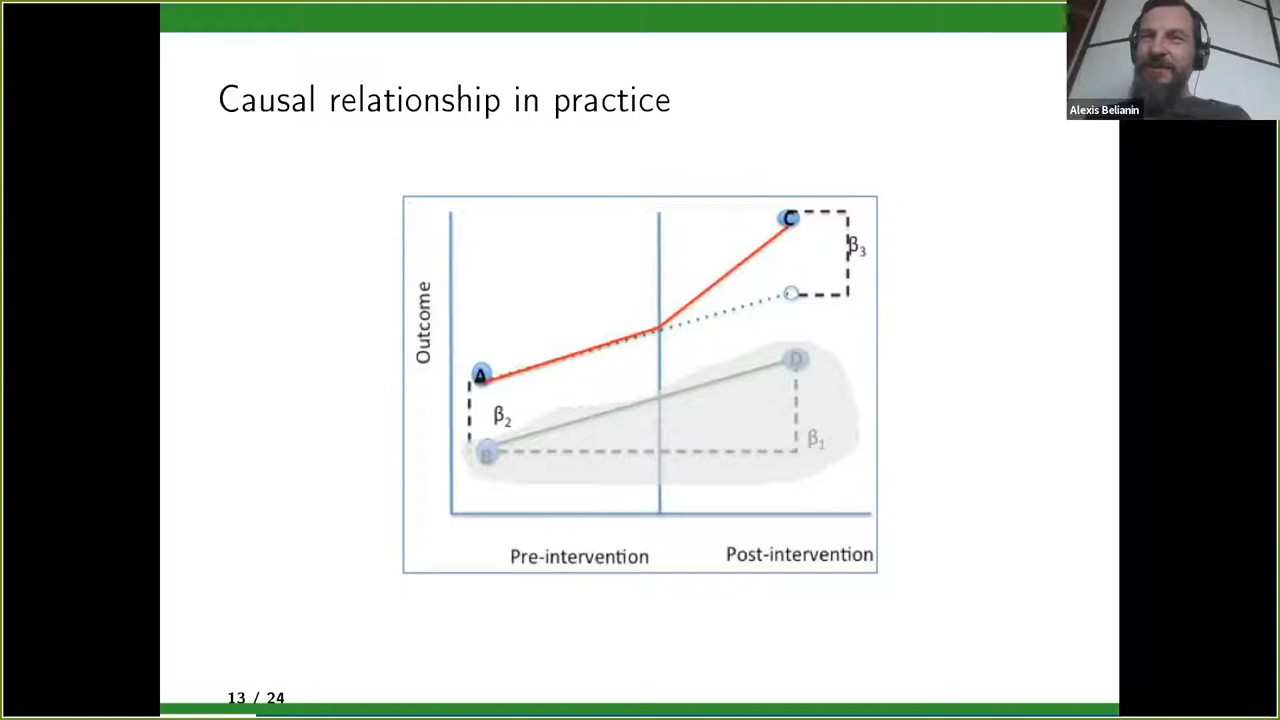 Alexis Belianin
Causal relationship in practice
C
β3
Outcome
A
D
β2
β1
B
Pre-intervention
Post-intervention
13 / 24